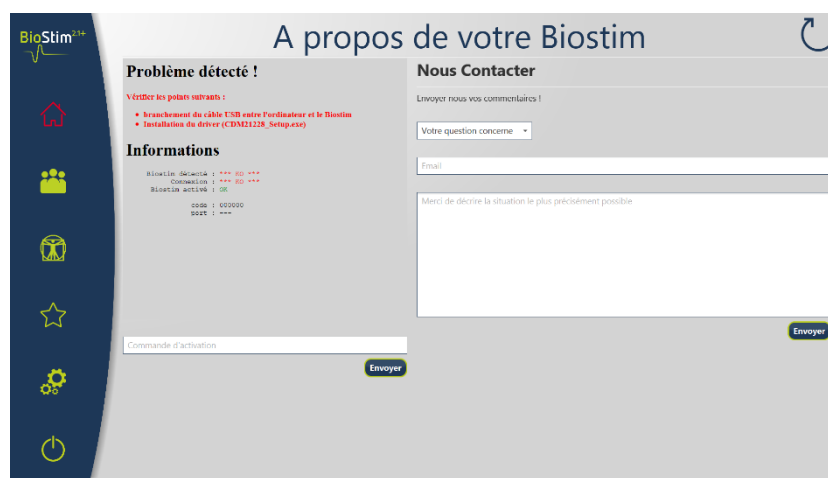 BioStim2.1+
A propos de votre Biostim
Problème détecté !
Vérifier les points suivants :
branchement du câble USB entre l'ordinateur et le Biostim
Installation du driver (CDM21228_Setup.exe)
Informations
Biostim détecté : *** KO ***
Connexion : *** KO ***
Biostim activé : OK
code : 000000
port : ---
Commande d'activation
Envoyer
Nous Contacter
Envoyer nous vos commentaires !
Votre question concerne
Email
Merci de décrire la situation le plus précisément possible
Envoyer